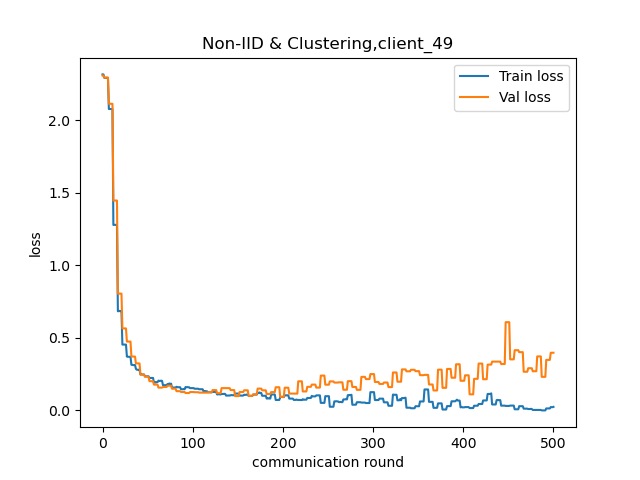 Non-IID & Clustering,client_49
Train loss
Val loss
loss
2.0
1.5
1.0
0.5
0.0
0
100
200
300
400
500
communication round